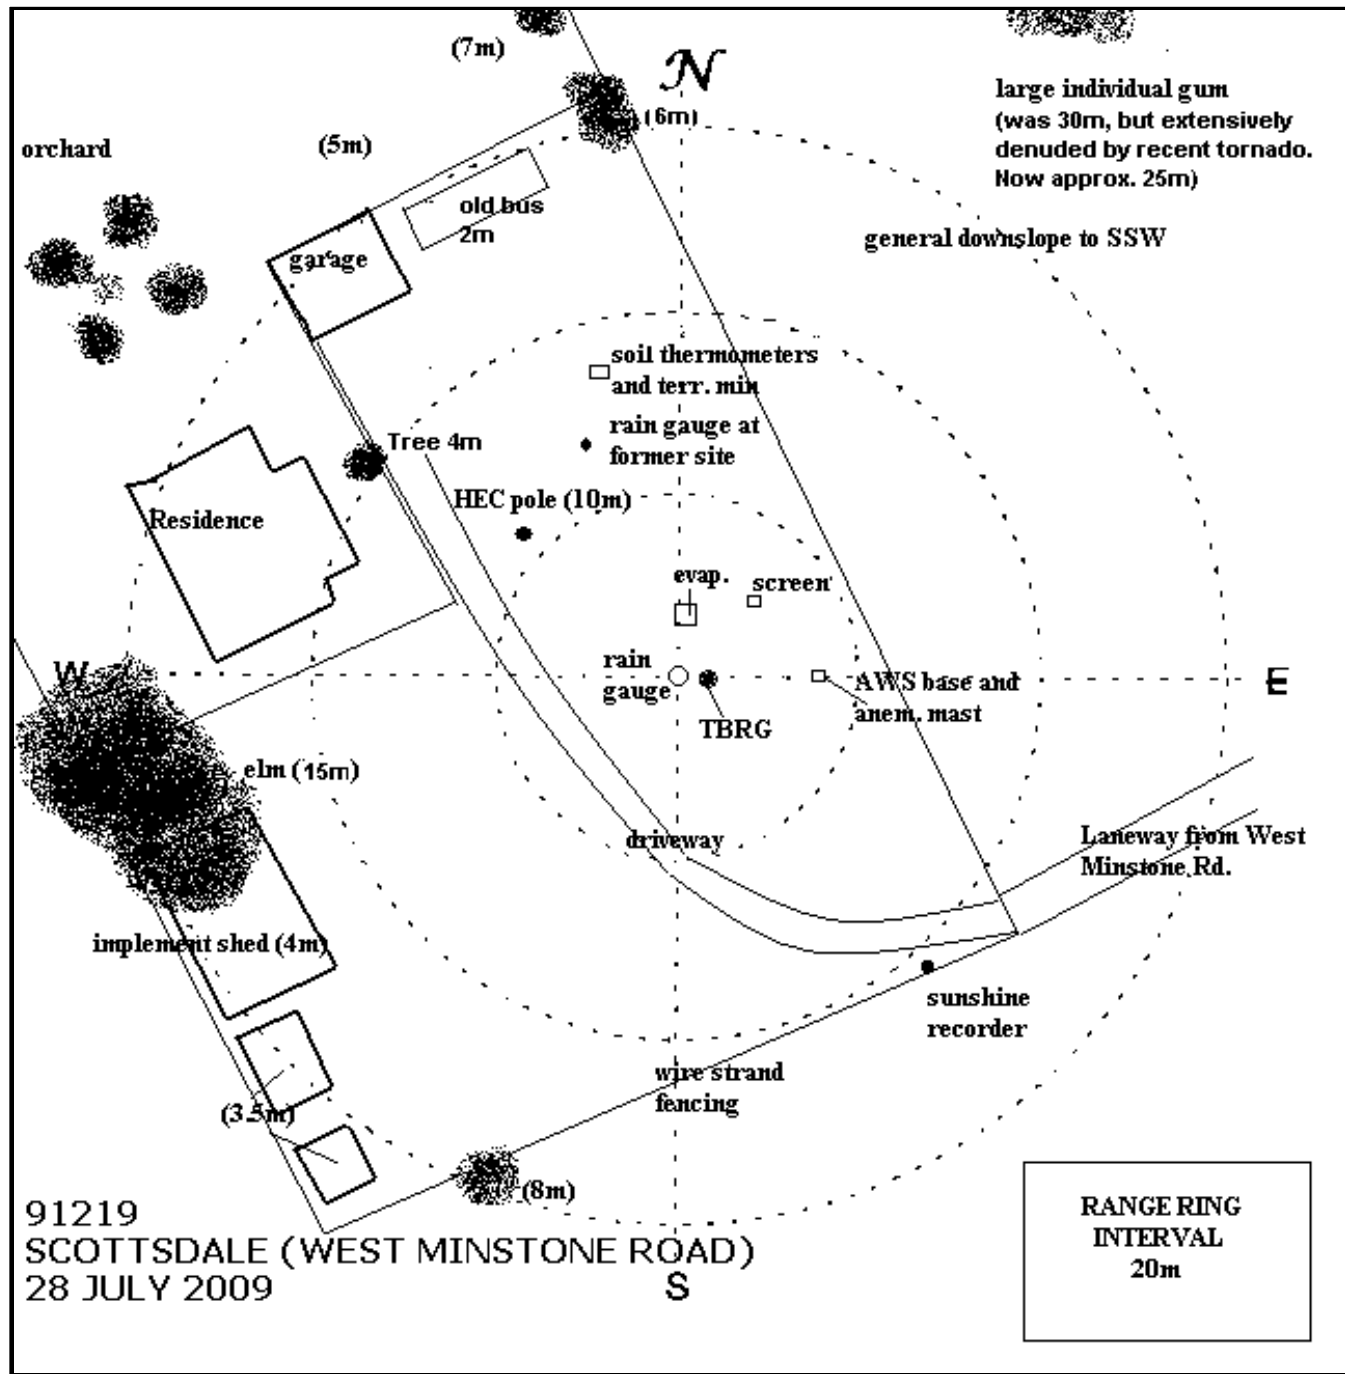 (7m)
N
large individual gum
(was 30m, but extensively
denuded by recent tornado.
Now approx. 25m)
(6m)
(5m)
orchard
old bus
2m
general downslope to SSW
garage
soil thermometers
and terr. min
rain gauge at
former site
Tree 4m
HEC pole (10m)
Residence
evap.
screen
W
rain
gauge
TBRG
AWS base and
anem. mast
E
elm (15m)
driveway
Laneway from West
Minstone Rd.
implement shed (4m)
sunshine
recorder
wire strand
fencing
(3.5m)
(8m)
91219
SCOTTSDALE (WEST MINSTONE ROAD)
28 JULY 2009
S
RANGE RING
INTERVAL
20m